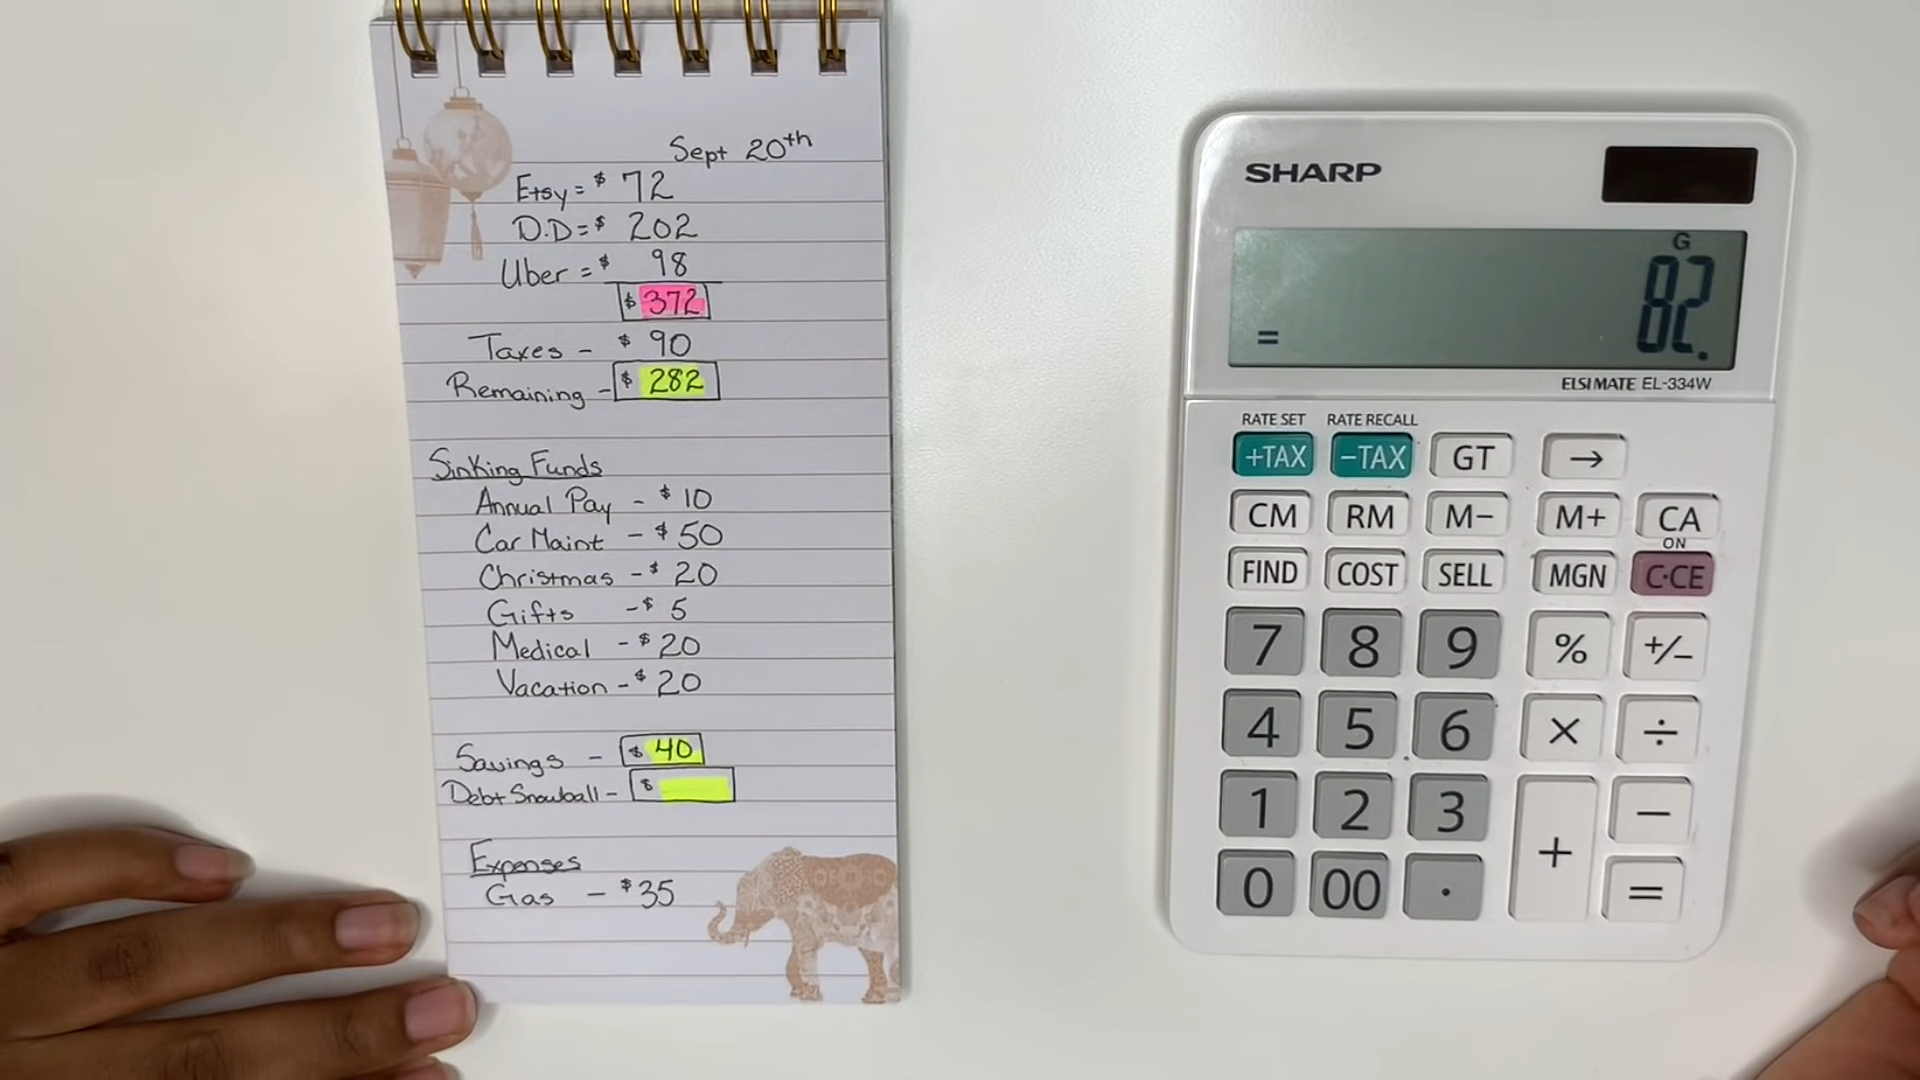 Sept 20th
Etsy = $ 72
D.D = $ 202
Uber = $ 98
$ 372
Taxes - $ 90
Remaining - $ 282
Sinking Funds
Annual Pay - $ 10
Car Maint - $ 50
Christmas - $ 20
Gifts - $ 5
Medical - $ 20
Vacation - $ 20
Savings - $ 40
Debt Snowball - $
Expenses
Gas - $ 35
SHARP
G
= 82.
ELSI MATE EL-334W
RATE SET RATE RECALL
+TAX -TAX GT →
CM RM M- M+ CA
ON
FIND COST SELL MGN C·CE
7 8 9 % +/-
4 5 6 × ÷
1 2 3 + -
0 00 . =